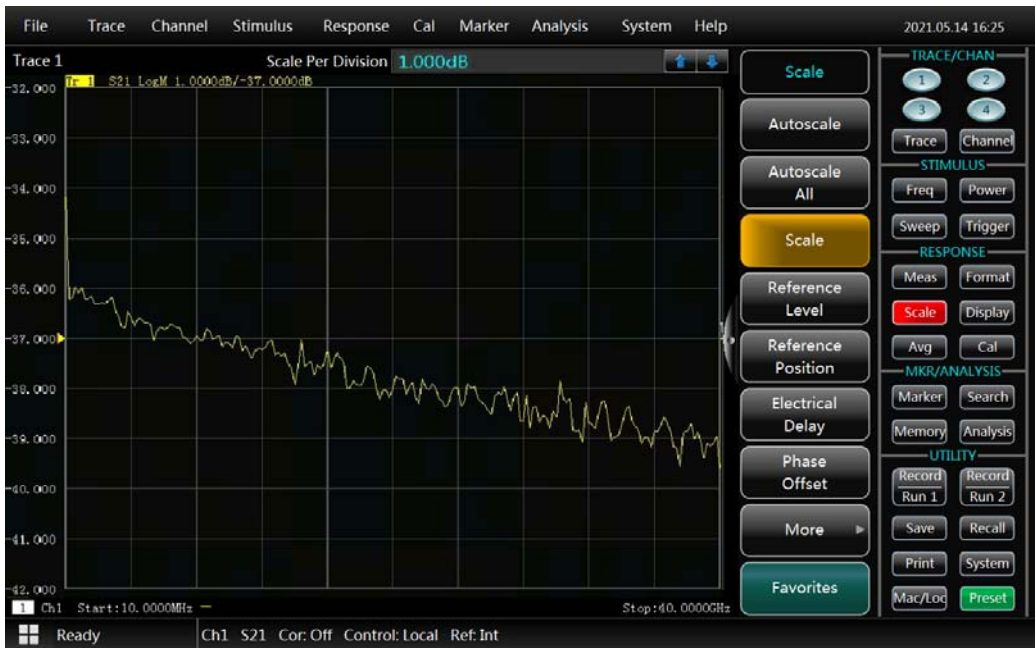 File Trace Channel Stimulus Response Cal Marker Analysis System Help 2021.05.14 16:25
Trace 1 Scale Per Division 1.000dB
Tr 1 S21 LogM 1.0000dB/-37.0000dB
-32.000
-33.000
-34.000
-35.000
-36.000
-37.000
-38.000
-39.000
-40.000
-41.000
-42.000
1 Ch1 Start:10.0000MHz Stop:40.0000GHz
Scale
Autoscale
Autoscale
All
Scale
Reference
Level
Reference
Position
Electrical
Delay
Phase
Offset
More
Favorites
TRACE/CHAN
1 2
3 4
Trace Channel
STIMULUS
Freq Power
Sweep Trigger
RESPONSE
Meas Format
Scale Display
Avg Cal
MKR/ANALYSIS
Marker Search
Memory Analysis
UTILITY
Record Record
Run 1 Run 2
Save Recall
Print System
Mac/Loc Preset
Ready Ch1 S21 Cor: Off Control: Local Ref: Int